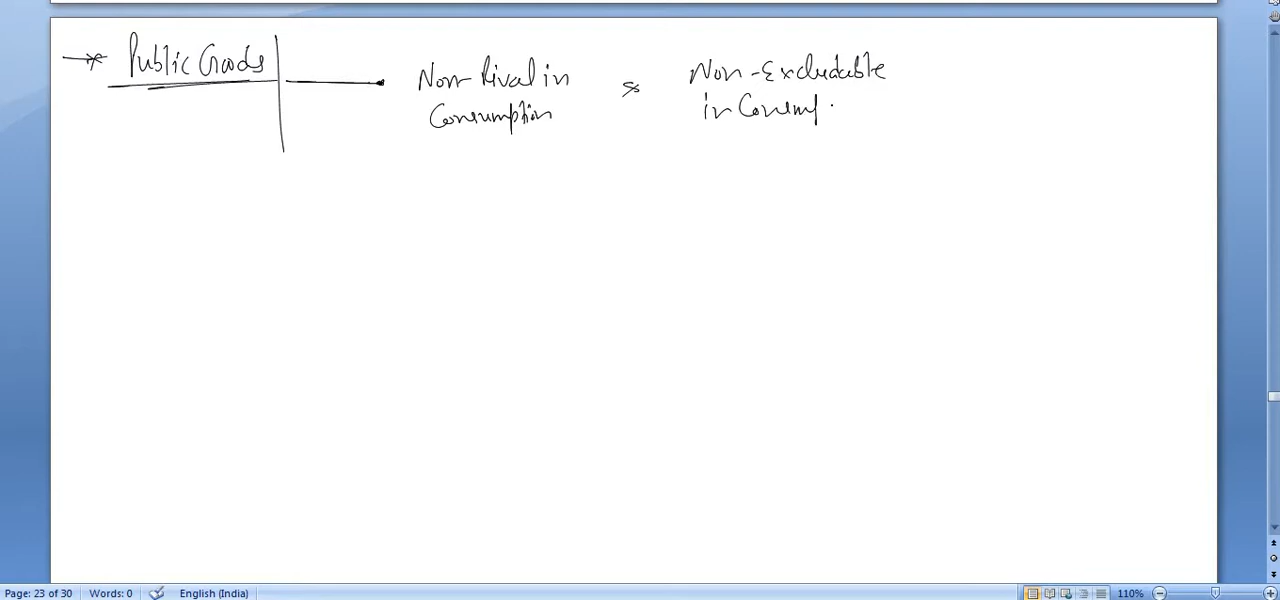 Public Goods
Non-Rival in
Consumption
&
Non-Excludable
in Consump.
Page: 23 of 30
Words: 0
English (India)
110%